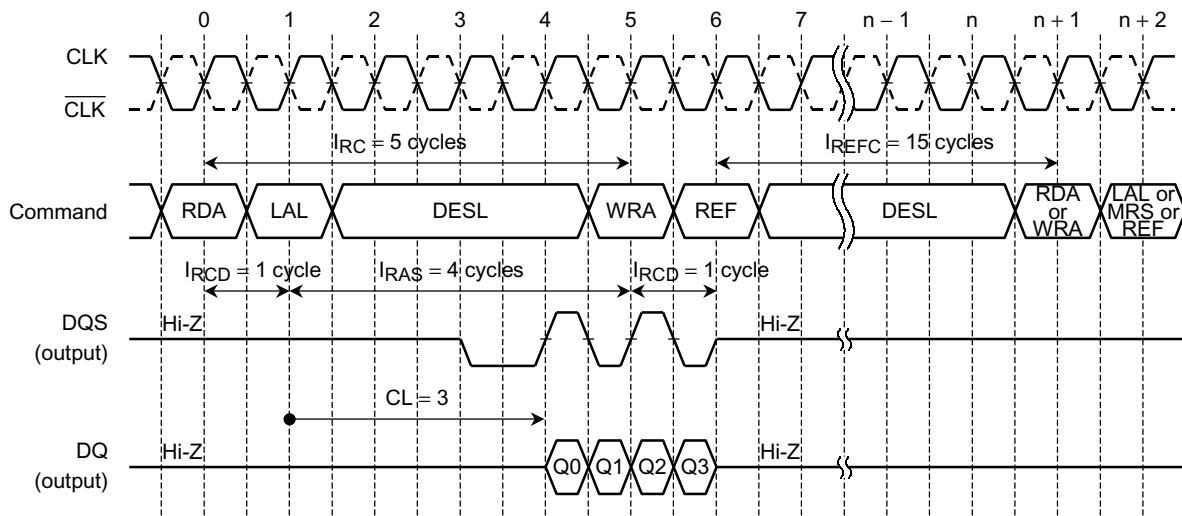 0 1 2 3 4 5 6 7 n − 1 n n + 1 n + 2
CLK
CLK
IRC = 5 cycles
IREFC = 15 cycles
Command
RDA
LAL
DESL
WRA
REF
DESL
RDA
or
WRA
LAL or
MRS or
REF
IRCD = 1 cycle
IRAS = 4 cycles
IRCD = 1 cycle
DQS
(output)
Hi-Z
Hi-Z
CL = 3
DQ
(output)
Hi-Z
Q0
Q1
Q2
Q3
Hi-Z